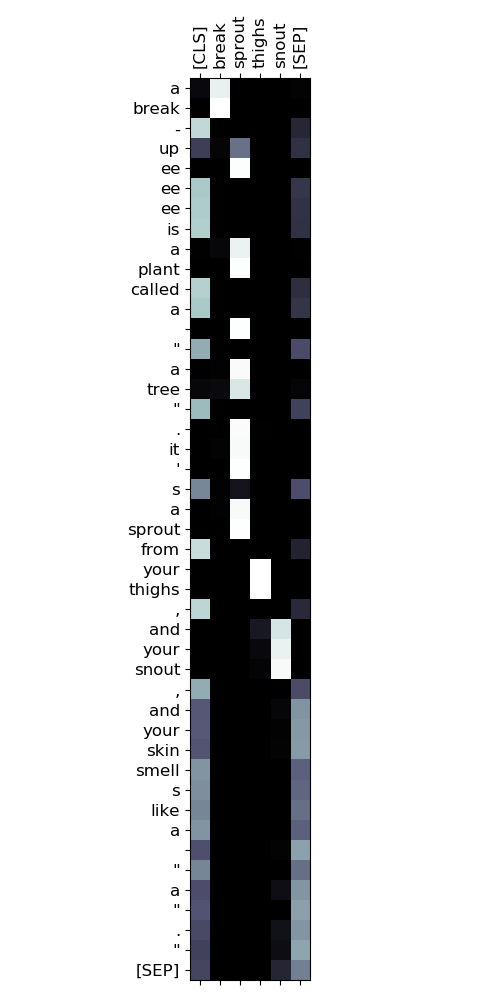 [CLS] break sprout thighs snout [SEP]
a
break
-
up
ee
ee
ee
is
a
plant
called
a
"
a
tree
"
.
it
'
s
a
sprout
from
your
thighs
,
and
your
snout
,
and
your
skin
smell
s
like
a
"
a
"
.
"
[SEP]